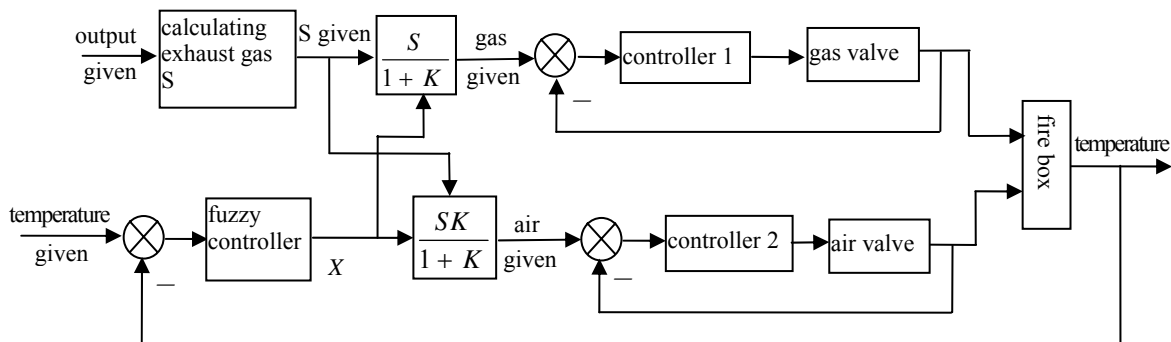 output
given
calculating
exhaust gas
S
S given
S
1 + K
gas
given
controller 1
gas valve
fire box
temperature
temperature
given
fuzzy
controller
X
SK
1 + K
air
given
controller 2
air valve
—
—
—